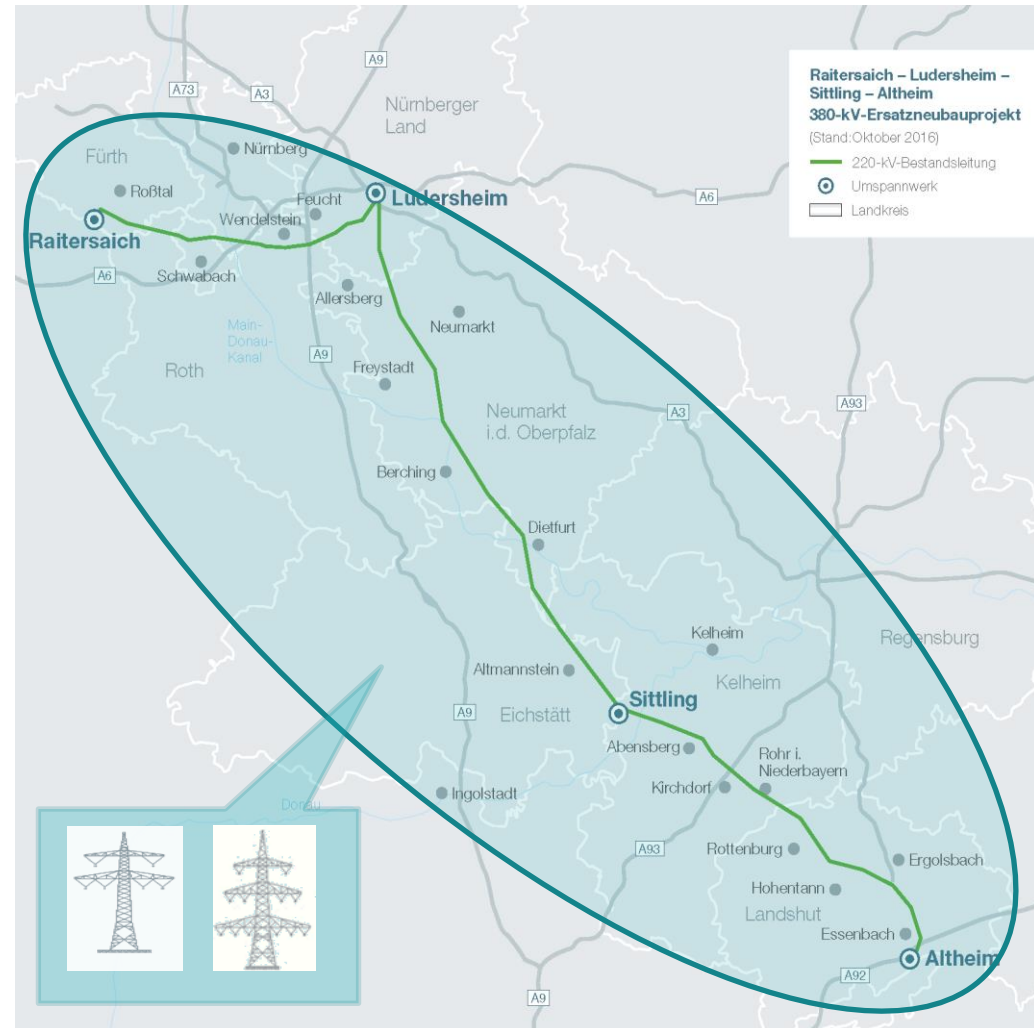 A9
A73
A3
Nürnberger
Land
Raitersaich – Ludersheim –
Sittling – Altheim
380-kV-Ersatzneubauprojekt
(Stand:Oktober 2016)
220-kV-Bestandsleitung
Umspannwerk
Landkreis
Fürth
Nürnberg
Roßtal
Feucht
Ludersheim
A6
Wendelstein
Raitersaich
A6
Schwabach
Allersberg
Neumarkt
Main-
Donau-
Kanal
A9
Roth
Freystadt
A93
A3
Neumarkt
i.d. Oberpfalz
Berching
Dietfurt
Kelheim
Regensburg
Altmannstein
Kelheim
Sittling
A9
Eichstätt
Abensberg
Rohr i.
Niederbayern
Kirchdorf
Ingolstadt
Donau
A93
Rottenburg
Ergolsbach
Hohentann
Landshut
Essenbach
Altheim
A92
A9